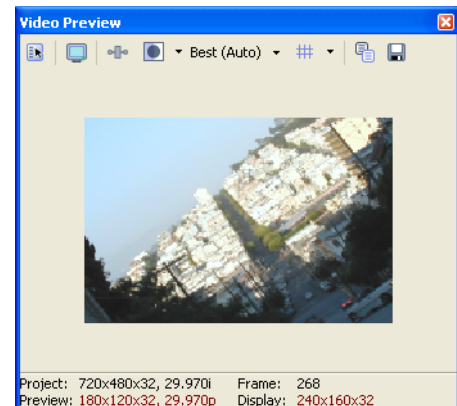 Video Preview
Best (Auto)
Project: 720x480x32, 29.970i Frame: 268
Preview: 180x120x32, 29.970p Display: 240x160x32